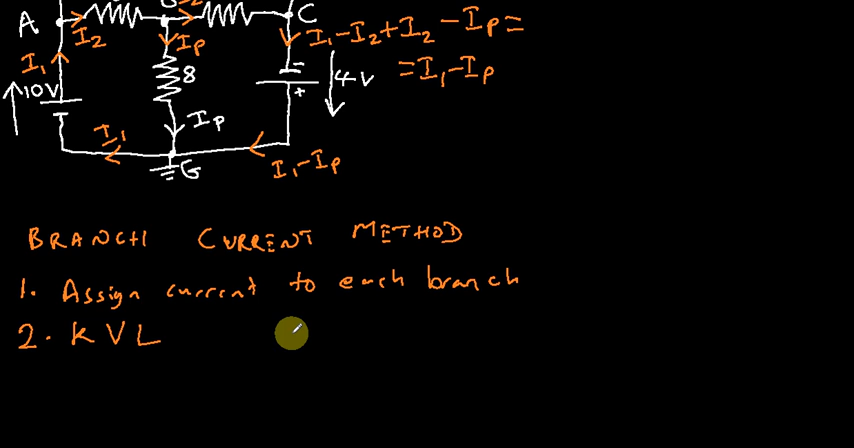 A
C
I2
Ip
I1-I2+I2-Ip=
=I1-Ip
I1
10V
8
-
+
4V
I1
Ip
G
I1-Ip
BRANCH CURRENT METHOD
1. Assign current to each branch
2. KVL